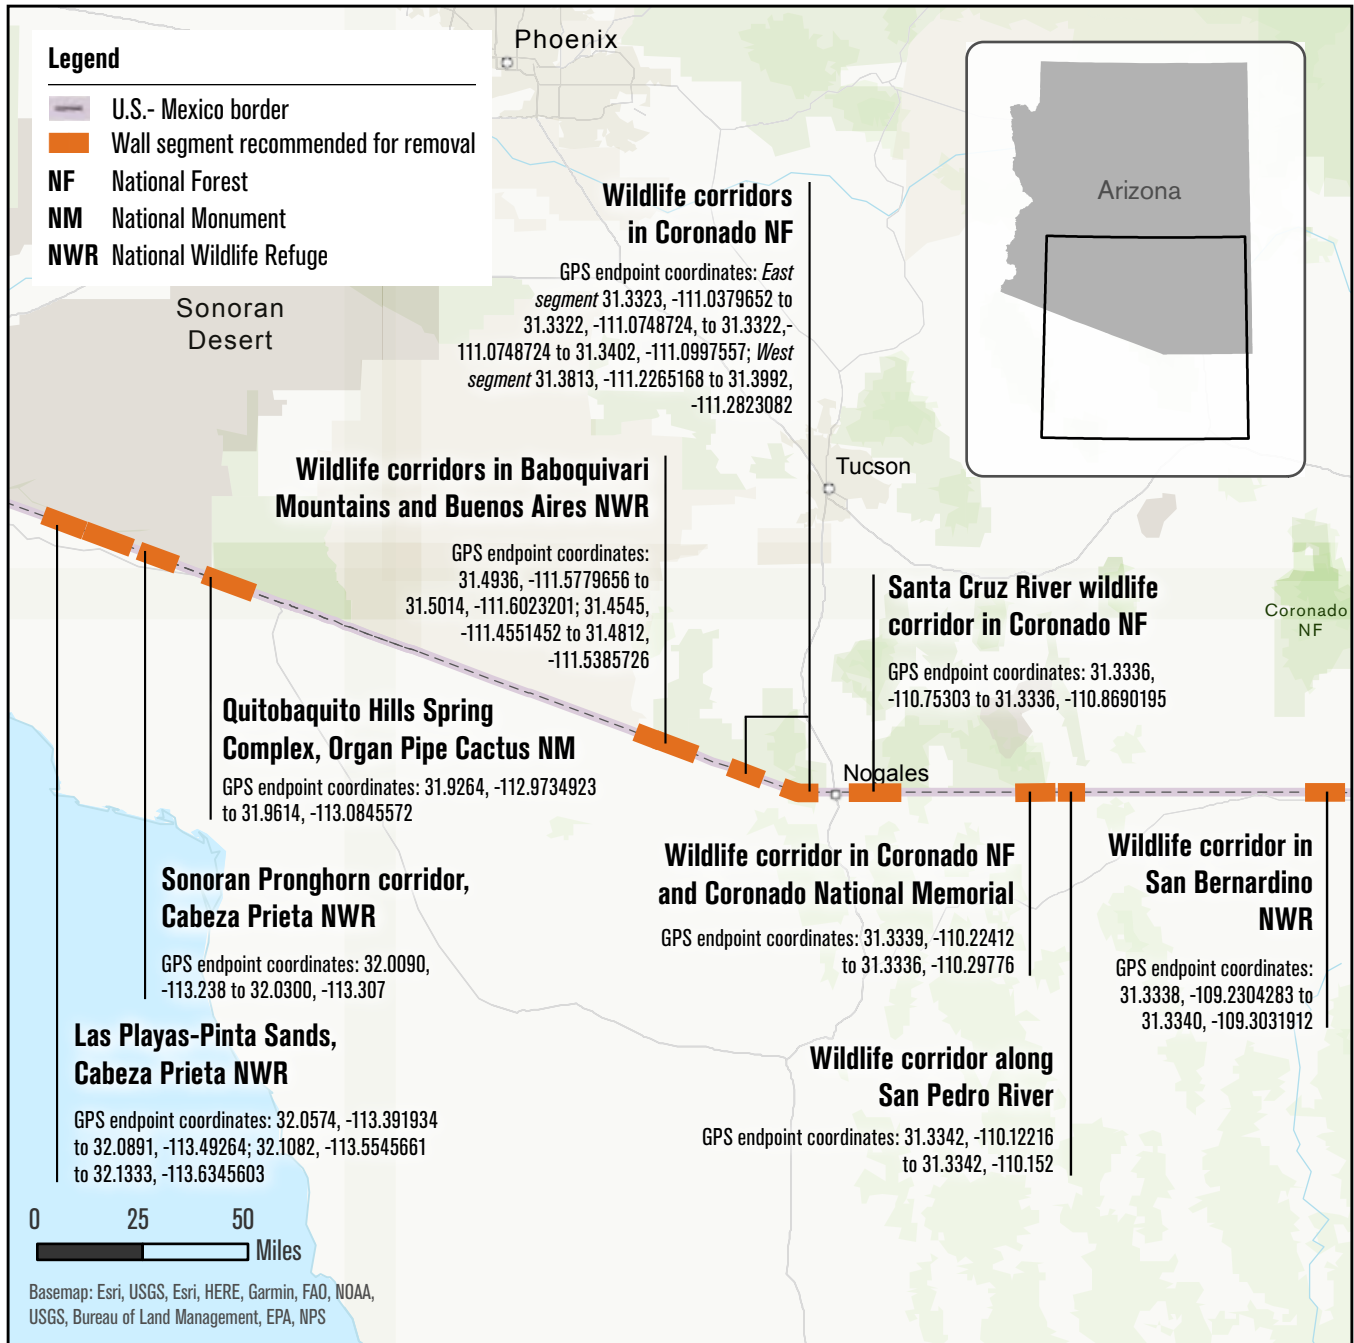 Legend
U.S.- Mexico border
Wall segment recommended for removal
NF National Forest
NM National Monument
NWR National Wildlife Refuge
Phoenix
Arizona
Sonoran
Desert
Wildlife corridors
in Coronado NF
GPS endpoint coordinates: East
segment 31.3323, -111.0379652 to
31.3322, -111.0748724, to 31.3322,-
111.0748724 to 31.3402, -111.0997557; West
segment 31.3813, -111.2265168 to 31.3992,
-111.2823082
Tucson
Wildlife corridors in Baboquivari
Mountains and Buenos Aires NWR
GPS endpoint coordinates:
31.4936, -111.5779656 to
31.5014, -111.6023201; 31.4545,
-111.4551452 to 31.4812,
-111.5385726
Santa Cruz River wildlife
corridor in Coronado NF
GPS endpoint coordinates: 31.3336,
-110.75303 to 31.3336, -110.8690195
Coronado
NF
Quitobaquito Hills Spring
Complex, Organ Pipe Cactus NM
GPS endpoint coordinates: 31.9264, -112.9734923
to 31.9614, -113.0845572
Nogales
Sonoran Pronghorn corridor,
Cabeza Prieta NWR
GPS endpoint coordinates: 32.0090,
-113.238 to 32.0300, -113.307
Wildlife corridor in Coronado NF
and Coronado National Memorial
GPS endpoint coordinates: 31.3339, -110.22412
to 31.3336, -110.29776
Wildlife corridor in
San Bernardino
NWR
GPS endpoint coordinates:
31.3338, -109.2304283 to
31.3340, -109.3031912
Las Playas-Pinta Sands,
Cabeza Prieta NWR
GPS endpoint coordinates: 32.0574, -113.391934
to 32.0891, -113.49264; 32.1082, -113.5545661
to 32.1333, -113.6345603
Wildlife corridor along
San Pedro River
GPS endpoint coordinates: 31.3342, -110.12216
to 31.3342, -110.152
0 25 50
Miles
Basemap: Esri, USGS, Esri, HERE, Garmin, FAO, NOAA,
USGS, Bureau of Land Management, EPA, NPS